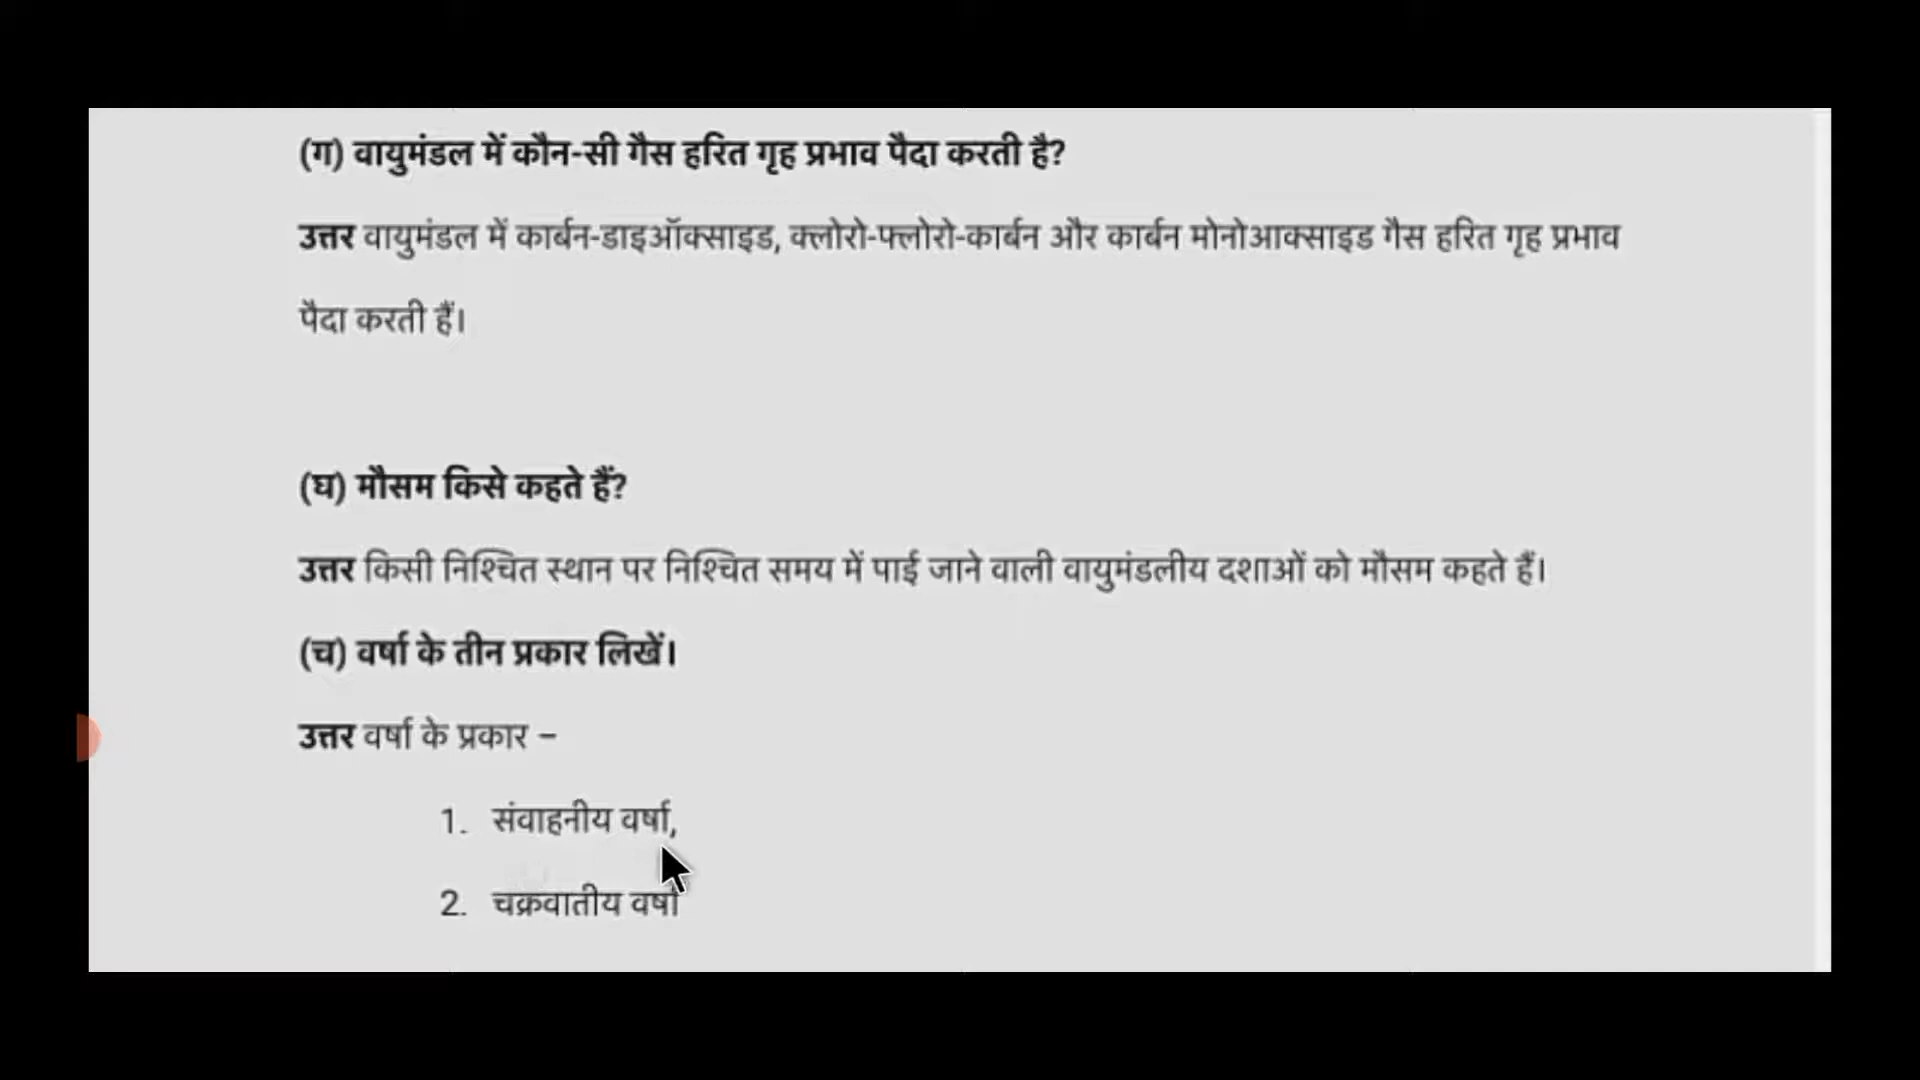 (ग) वायुमंडल में कौन-सी गैस हरित गृह प्रभाव पैदा करती है?
उत्तर वायुमंडल में कार्बन-डाइऑक्साइड, क्लोरो-फ्लोरो-कार्बन और कार्बन मोनोआक्साइड गैस हरित गृह प्रभाव
पैदा करती हैं।
(घ) मौसम किसे कहते हैं?
उत्तर किसी निश्चित स्थान पर निश्चित समय में पाई जाने वाली वायुमंडलीय दशाओं को मौसम कहते हैं।
(च) वर्षा के तीन प्रकार लिखें।
उत्तर वर्षा के प्रकार –
1. संवाहनीय वर्षा,
2. चक्रवातीय वर्षा